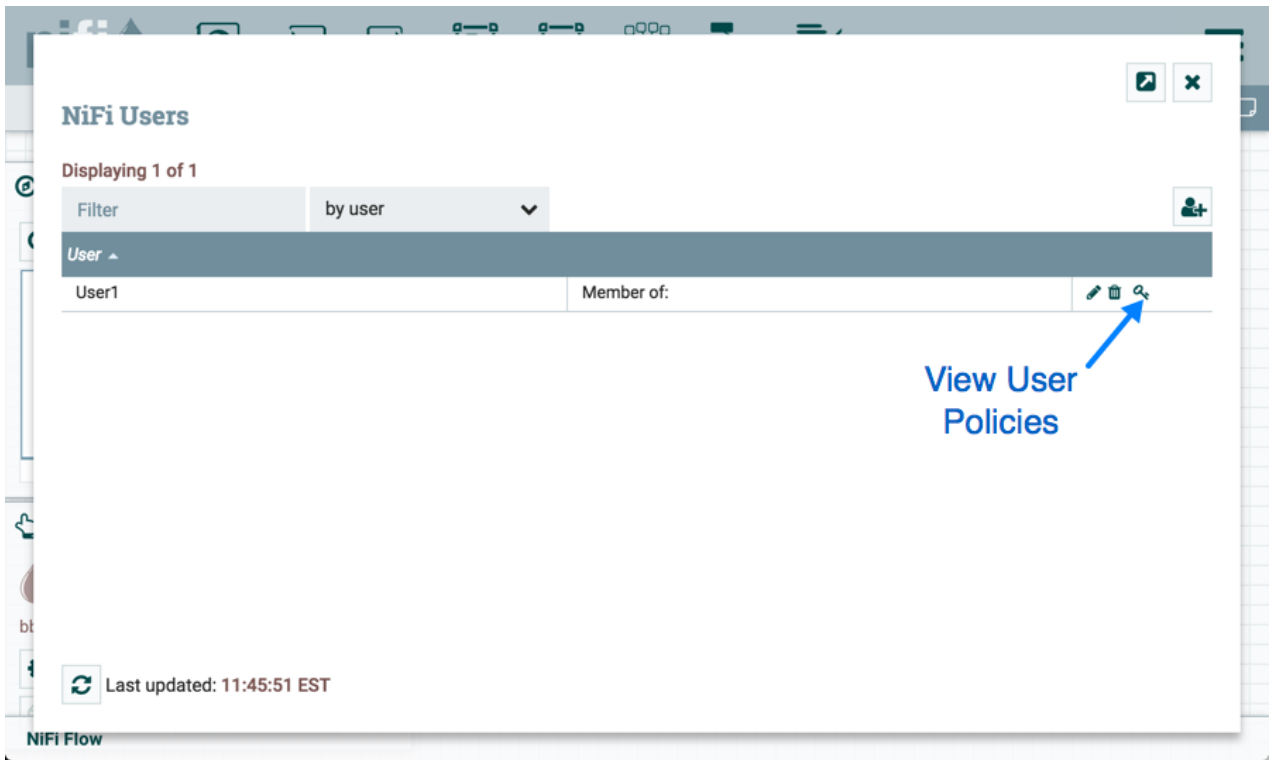 nifi
NiFi Users
Displaying 1 of 1
Filter by user
User
User1 Member of:
View User
Policies
Last updated: 11:45:51 EST
NiFi Flow